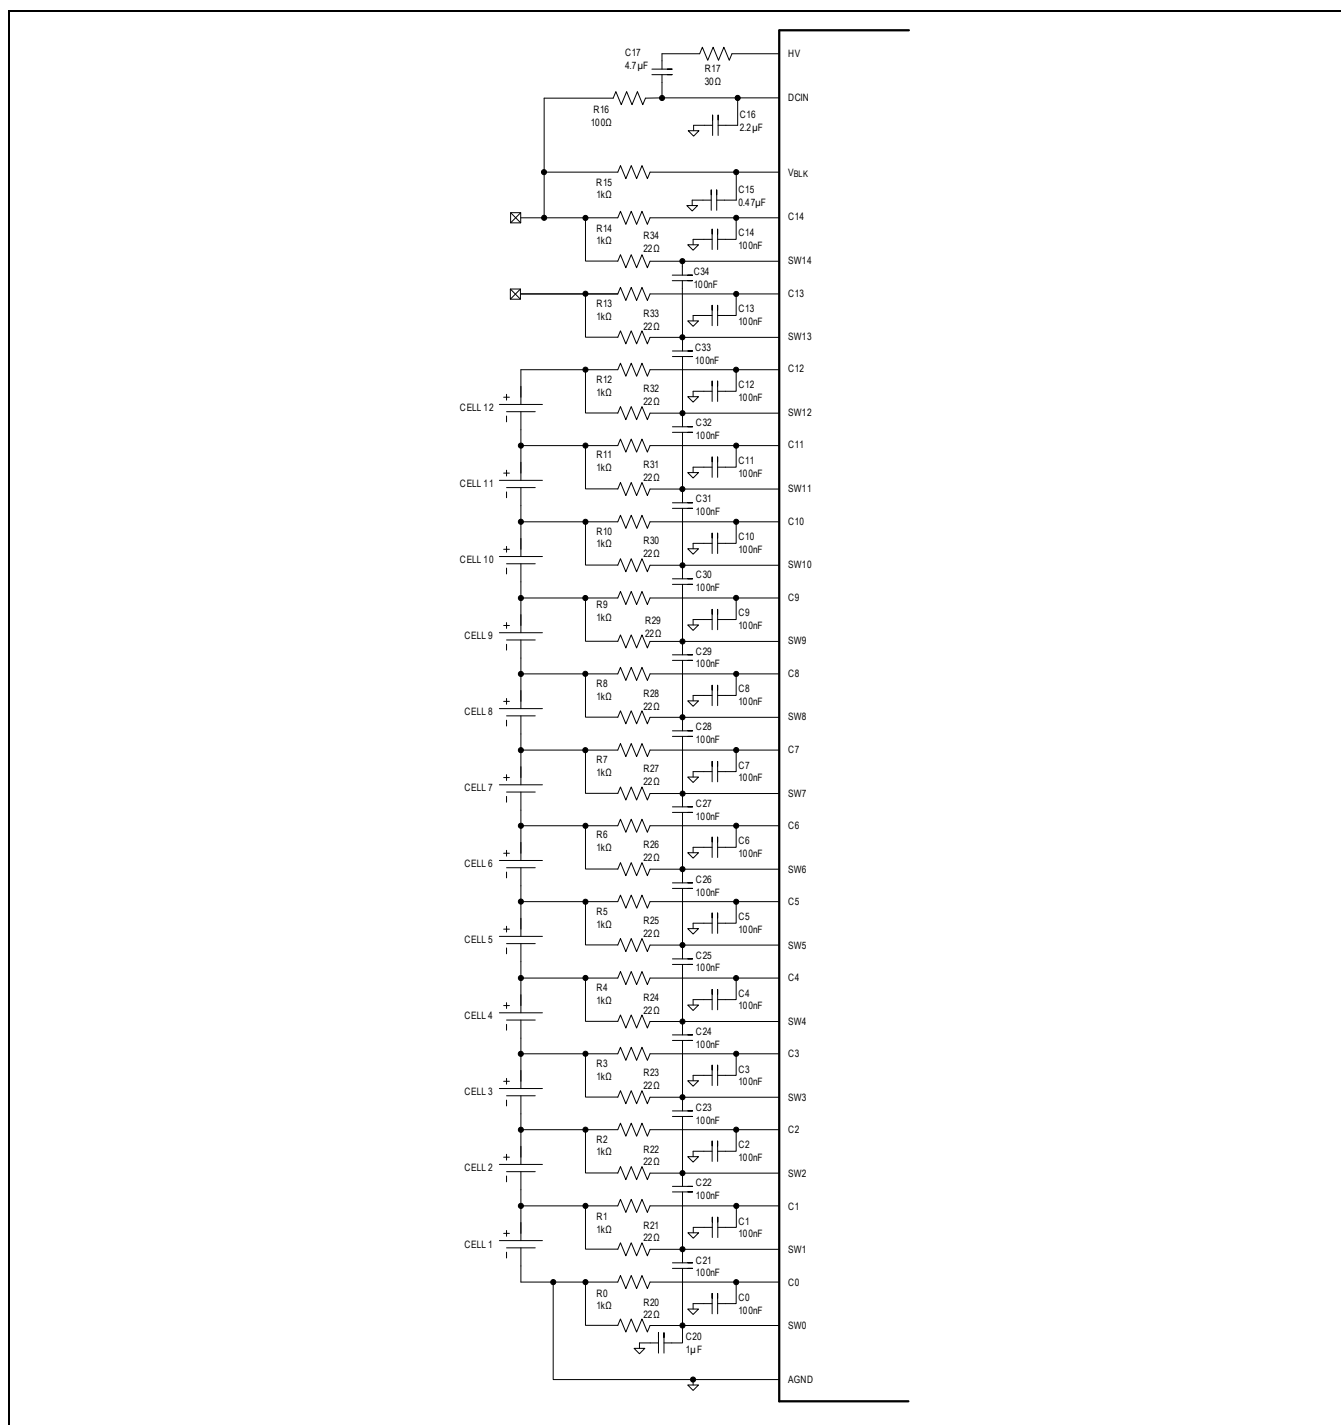 C17
4.7µF
R17
30Ω
HV
R16
100Ω
DCIN
C16
2.2µF
R15
1kΩ
VBLK
C15
0.47µF
R14
1kΩ
R34
22Ω
C14
C14
100nF
SW14
C34
100nF
R13
1kΩ
R33
22Ω
C13
C13
100nF
SW13
C33
100nF
R12
1kΩ
R32
22Ω
C12
C12
100nF
CELL 12
+
–
SW12
C32
100nF
R11
1kΩ
R31
22Ω
C11
C11
100nF
CELL 11
+
–
SW11
C31
100nF
R10
1kΩ
R30
22Ω
C10
C10
100nF
CELL 10
+
–
SW10
C30
100nF
R9
1kΩ
R29
22Ω
C9
C9
100nF
CELL 9
+
–
SW9
C29
100nF
R8
1kΩ
R28
22Ω
C8
C8
100nF
CELL 8
+
–
SW8
C28
100nF
R7
1kΩ
R27
22Ω
C7
C7
100nF
CELL 7
+
–
SW7
C27
100nF
R6
1kΩ
R26
22Ω
C6
C6
100nF
CELL 6
+
–
SW6
C26
100nF
R5
1kΩ
R25
22Ω
C5
C5
100nF
CELL 5
+
–
SW5
C25
100nF
R4
1kΩ
R24
22Ω
C4
C4
100nF
CELL 4
+
–
SW4
C24
100nF
R3
1kΩ
R23
22Ω
C3
C3
100nF
CELL 3
+
–
SW3
C23
100nF
R2
1kΩ
R22
22Ω
C2
C2
100nF
CELL 2
+
–
SW2
C22
100nF
R1
1kΩ
R21
22Ω
C1
C1
100nF
CELL 1
+
–
SW1
C21
100nF
R0
1kΩ
R20
22Ω
C0
C0
100nF
SW0
C20
1µF
AGND